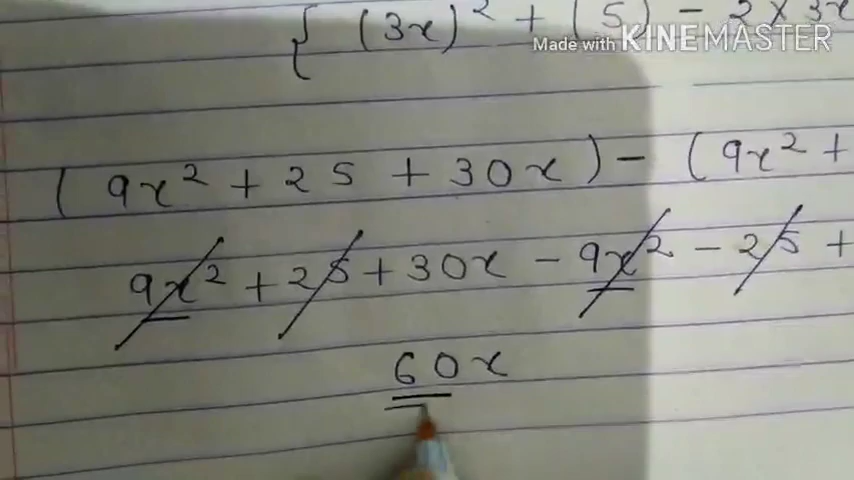 { (3x)² + (5) - 2 × 3x
Made with KINEMASTER
(9x² + 25 + 30x) - (9x² +
9x² + 25 + 30x - 9x² - 25 +
60x